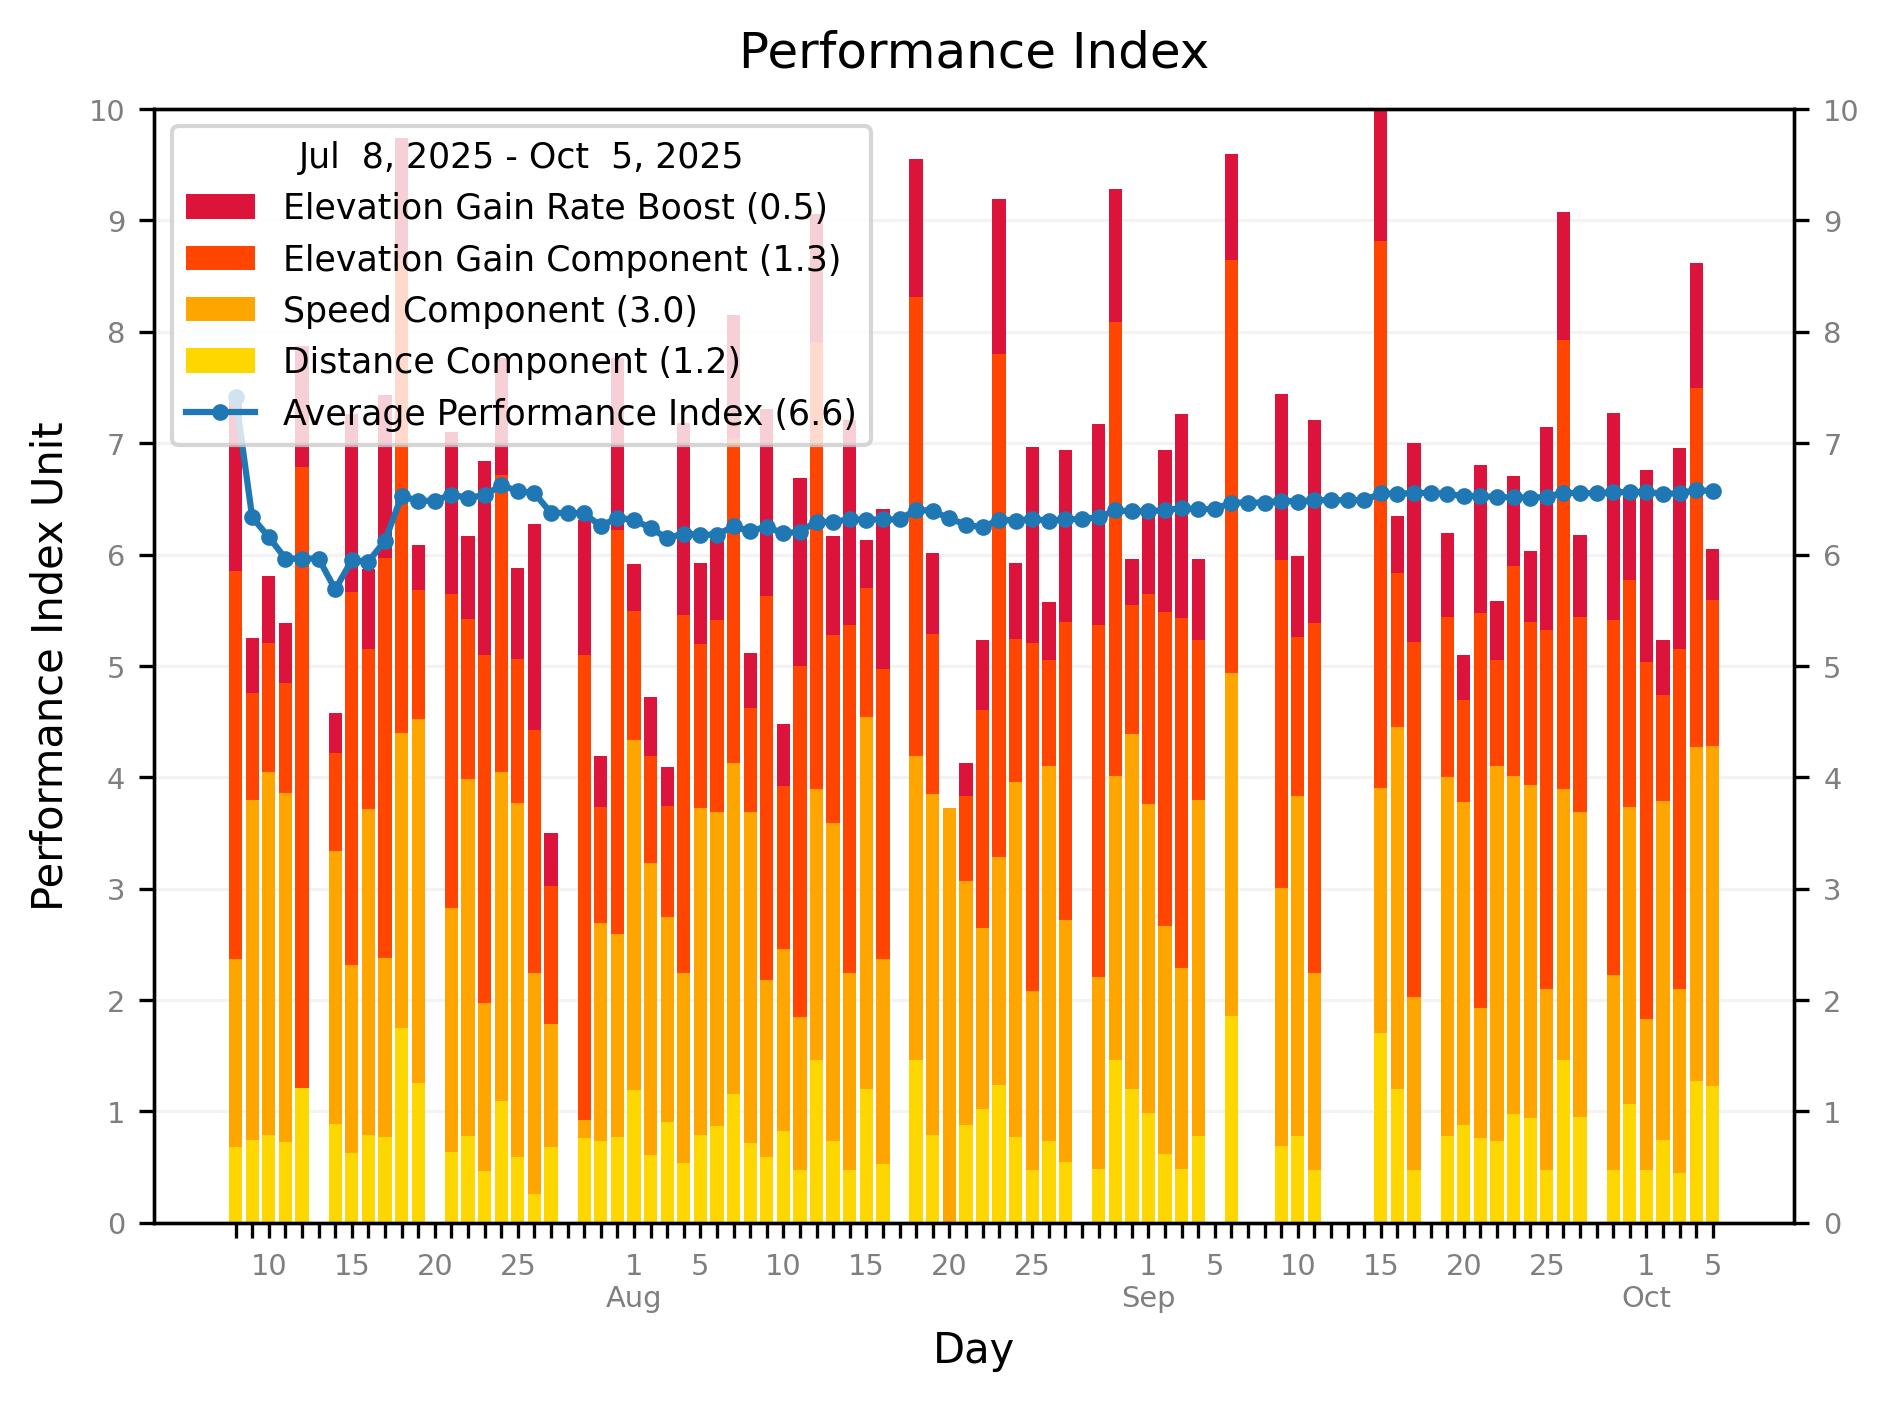 Performance Index
Jul  8, 2025 - Oct  5, 2025
Elevation Gain Rate Boost (0.5)
Elevation Gain Component (1.3)
Speed Component (3.0)
Distance Component (1.2)
Average Performance Index (6.6)
Performance Index Unit
10
9
8
7
6
5
4
3
2
1
0
10
9
8
7
6
5
4
3
2
1
0
10 15 20 25 1 5 10 15 20 25 1 5 10 15 20 25 1 5
Aug Sep Oct
Day